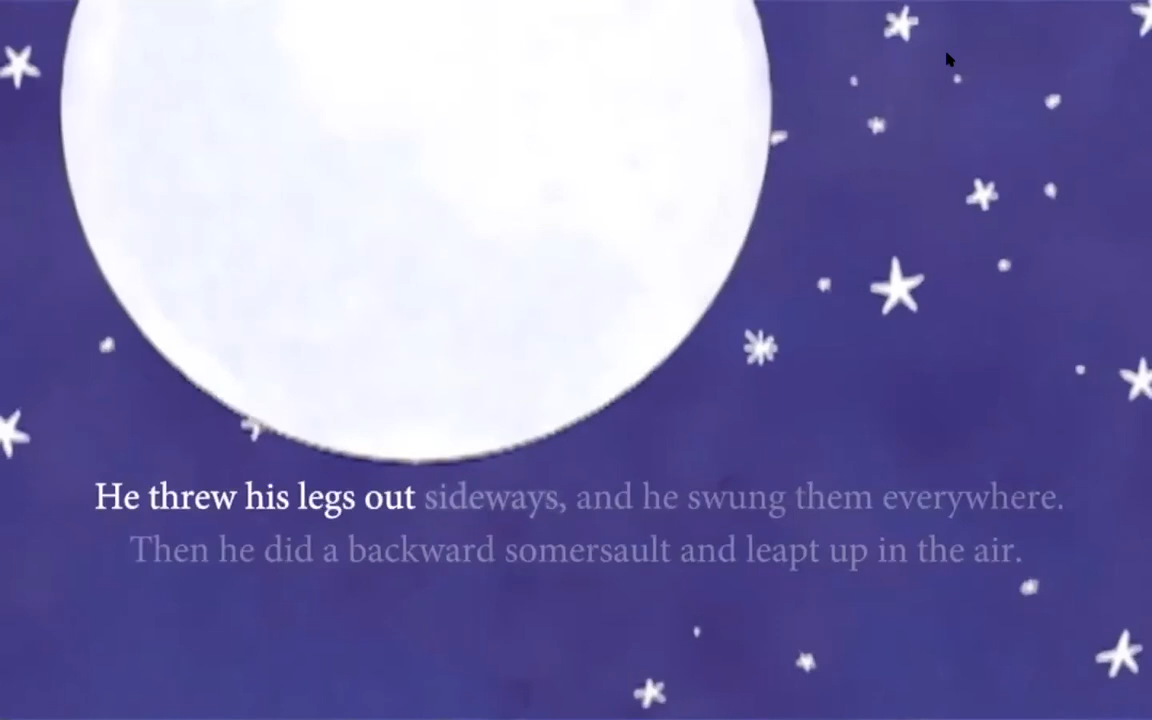 He threw his legs out sideways, and he swung them everywhere.
Then he did a backward somersault and leapt up in the air.